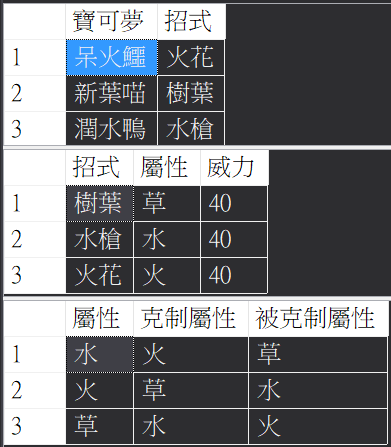 寶可夢 招式
1 呆火鱷 火花
2 新葉喵 樹葉
3 潤水鴨 水槍
招式 屬性 威力
1 樹葉 草 40
2 水槍 水 40
3 火花 火 40
屬性 克制屬性 被克制屬性
1 水 火 草
2 火 草 水
3 草 水 火